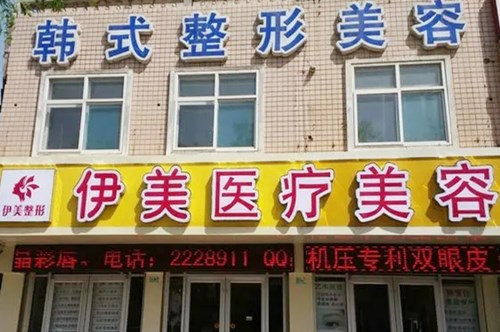 韩式整形美容
伊美医疗美容
伊美整形
晶彩唇。电话：2228911 QQ：
机庄专利双眼皮